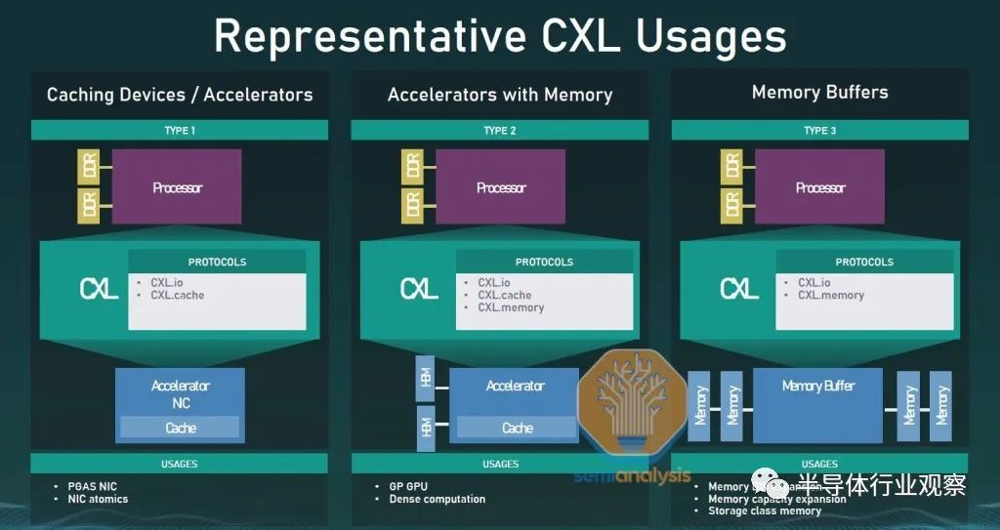 Representative CXL Usages
Caching Devices / Accelerators
TYPE 1
DDR
DDR
Processor
CXL
PROTOCOLS
• CXL.io
• CXL.cache
Accelerator
NIC
Cache
USAGES
• PGAS NIC
• NIC atomics
Accelerators with Memory
TYPE 2
DDR
DDR
Processor
CXL
PROTOCOLS
• CXL.io
• CXL.cache
• CXL.memory
HBM
HBM
Accelerator
Cache
USAGES
• GP GPU
• Dense computation
Memory Buffers
TYPE 3
DDR
DDR
Processor
CXL
PROTOCOLS
• CXL.io
• CXL.memory
Memory
Memory
Memory Buffer
Memory
Memory
USAGES
• Memory
• Memory capacity expansion
• Storage class memory
semianalysis
半导体行业观察